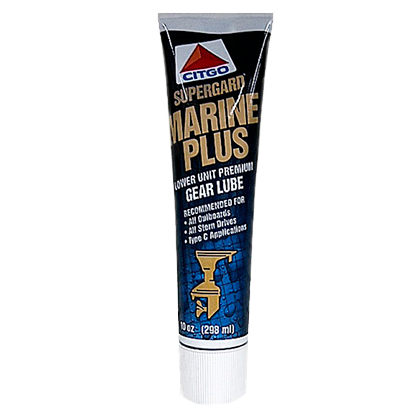 CITGO
SUPERGARD
MARINE
PLUS
LOWER UNIT PREMIUM
GEAR LUBE
RECOMMENDED FOR
• All Outboards
• All Stern Drives
• Type C Applications
10 oz. (298 ml)